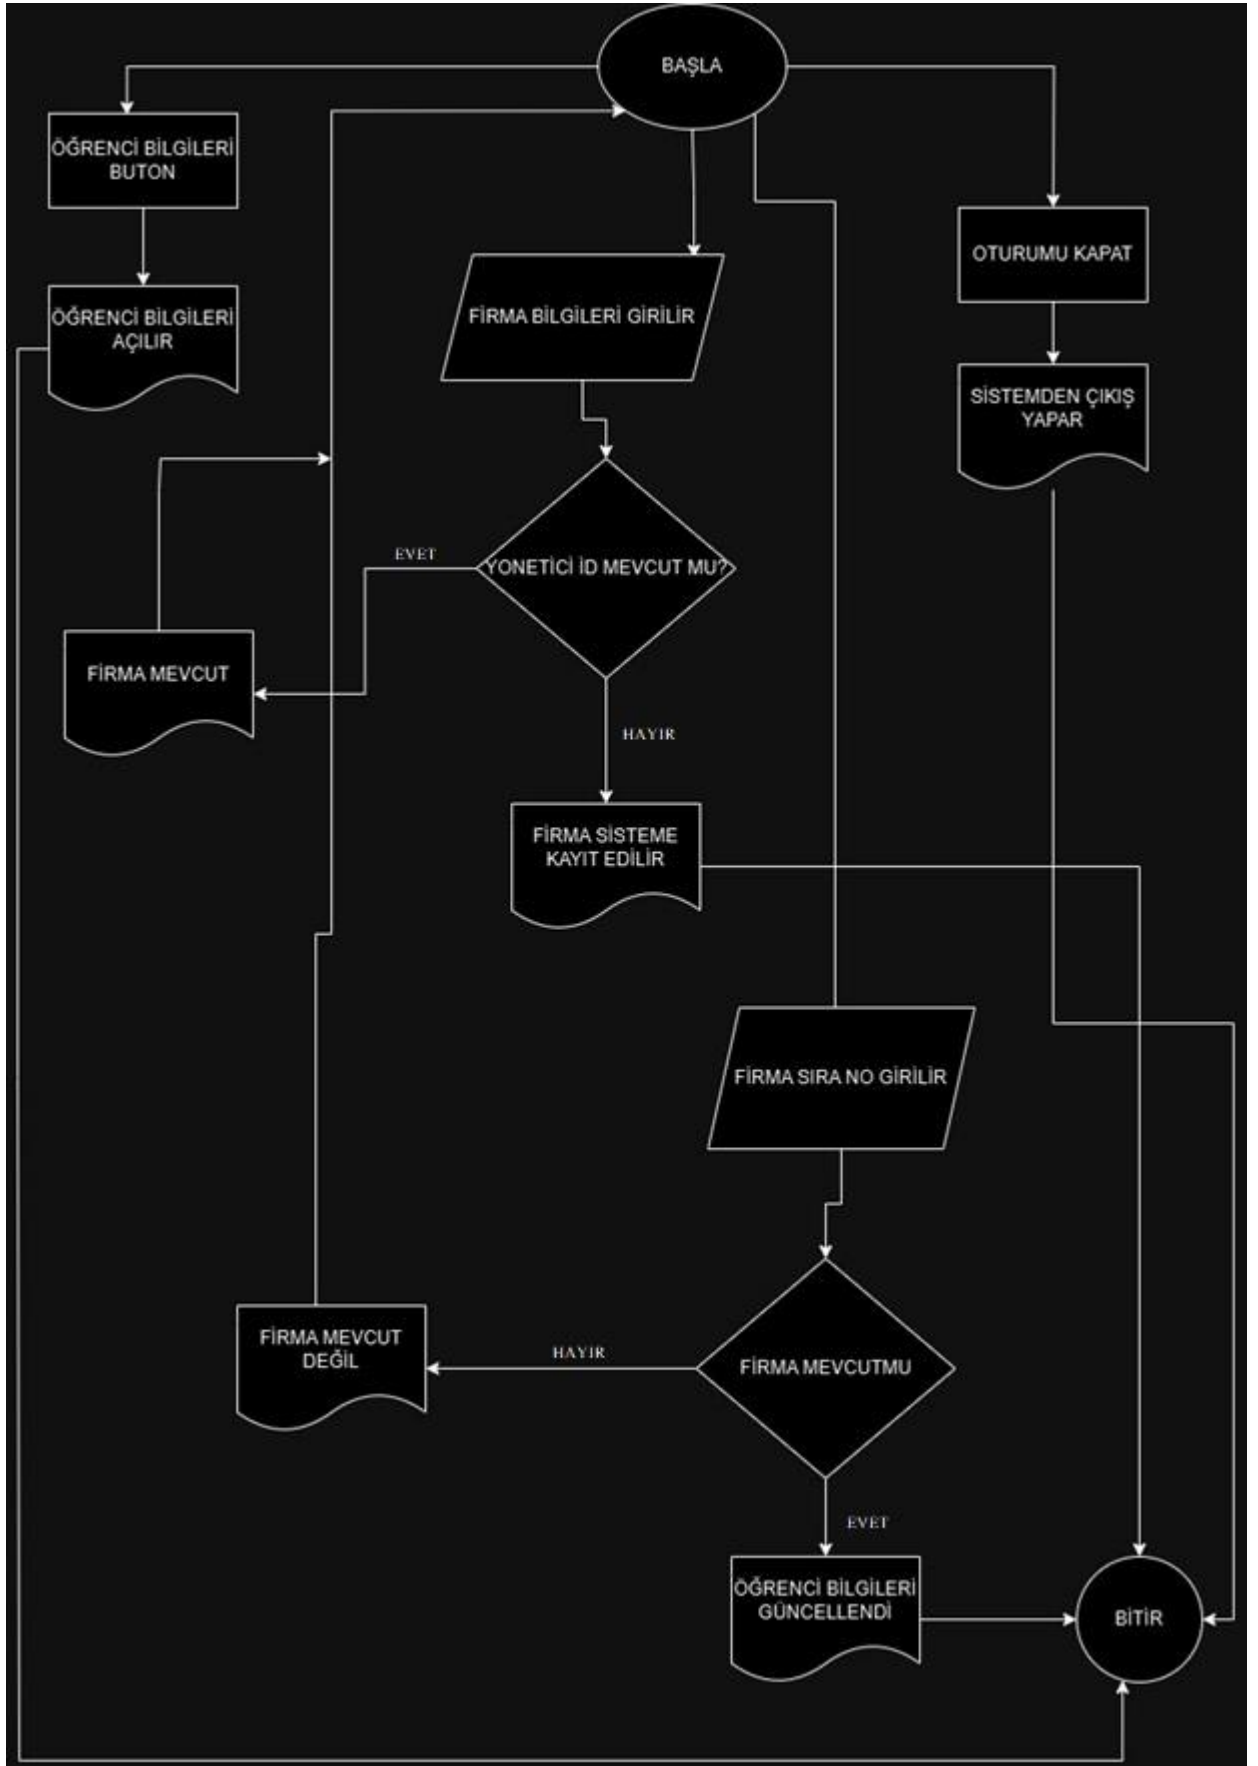 BAŞLA
ÖĞRENCİ BİLGİLERİ
BUTON
OTURUMU KAPAT
ÖĞRENCİ BİLGİLERİ
AÇILIR
FİRMA BİLGİLERİ GİRİLİR
SİSTEMDEN ÇIKIŞ
YAPAR
EVET
YONETİCİ İD MEVCUT MU?
FİRMA MEVCUT
HAYIR
FİRMA SİSTEME
KAYIT EDİLİR
FİRMA SIRA NO GİRİLİR
FİRMA MEVCUT
DEĞİL
HAYIR
FİRMA MEVCUTMU
EVET
ÖĞRENCİ BİLGİLERİ
GÜNCELLENDİ
BİTİR